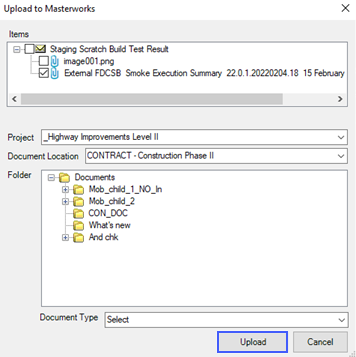 Upload to Masterworks
Items
Staging Scratch Build Test Result
image001.png
External FDCSB Smoke Execution Summary 22.0.1.20220204.18 15 February
Project
_Highway Improvements Level II
Document Location
CONTRACT - Construction Phase II
Folder
Documents
Mob_child_1_NO_In
Mob_child_2
CON_DOC
What's new
And chk
Document Type
Select
Upload
Cancel